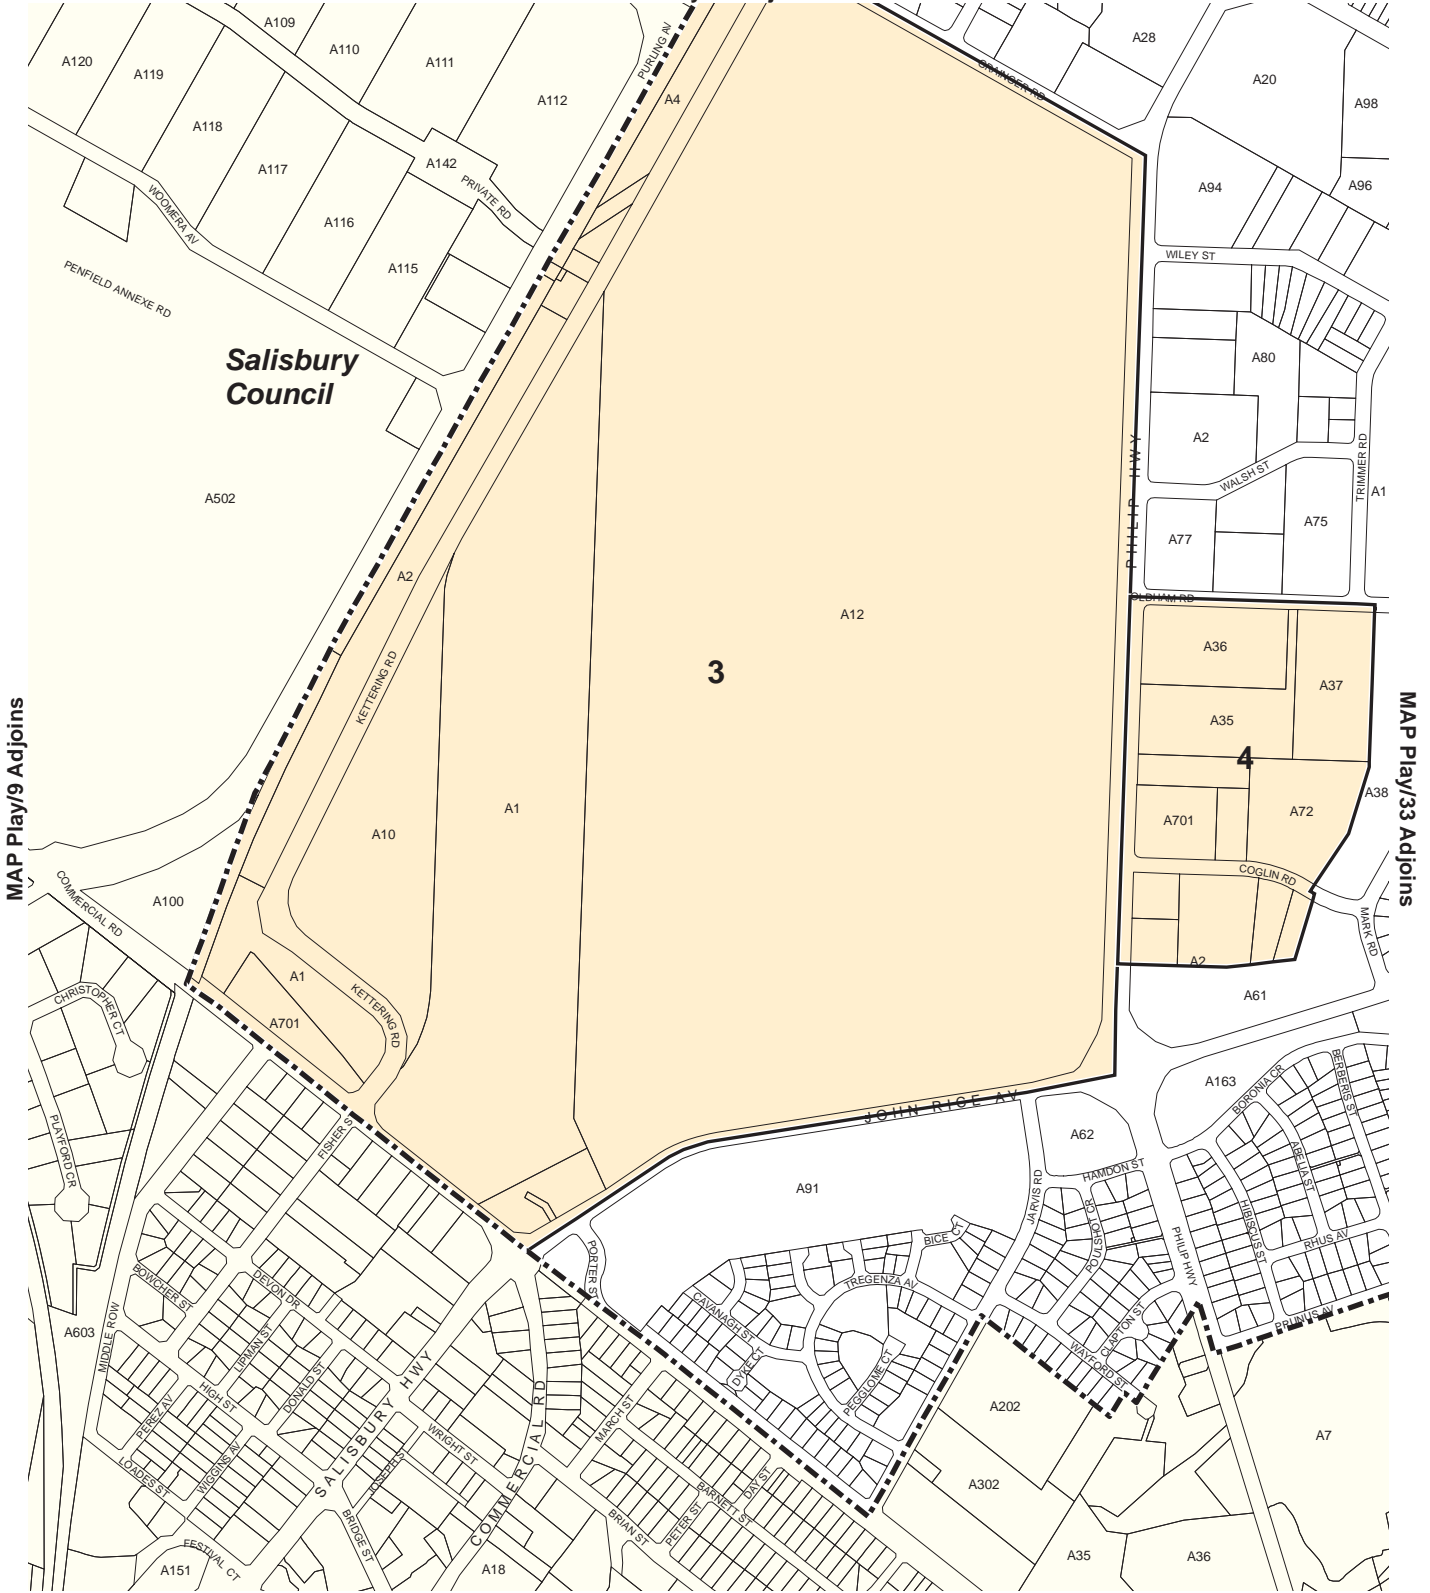 A109
A120
A119
A110
A111
A112
PURLING AV
A4
A28
GRAINGER RD
A20
A98
A118
A117
A142
PRIVATE RD
WOOMERA AV
A116
A115
A94
A96
WILEY ST
PENFIELD ANNEXE RD
Salisbury
Council
A80
A2
WALSH ST
TRIMMER RD
A1
A502
PHILIP HWY
A77
A75
A2
OLDHAM RD
A12
3
A36
A37
A35
4
KETTERING RD
MAP Play/9 Adjoins
MAP Play/33 Adjoins
A1
A10
A701
A72
A38
COGLIN RD
COMMERCIAL RD
A100
MARK RD
A2
A1
A61
CHRISTOPHER CT
KETTERING RD
A701
A163
BORONIA CR
BERBERIS ST
JOHN RICE AV
A62
FISHER S
PLAYFORD CR
HAMDON ST
ABELIA ST
A91
JARVIS RD
POULSHOT CR
HIBISCUS ST
RHUS AV
PHILIP HWY
PORTER ST
BICE CT
TREGENZA AV
BOWCHER ST
DEVON DR
CAVANAGH ST
PRUNUS AV
CLAPTON ST
A603
MIDDLE ROW
LIPMAN ST
DYKE CT
PEGGLOME CT
WAYFORD ST
DONALD ST
HIGH ST
PEREZ AV
SALISBURY HWY
COMMERCIAL RD
MARCH ST
A202
A7
WRIGHT ST
WIGGINS AV
LOADES ST
JOSEPH S
BARNETT ST
DAY ST
A302
BRIDGE ST
BRIAN ST
PETER ST
FESTIVAL CT
A151
A18
A35
A36